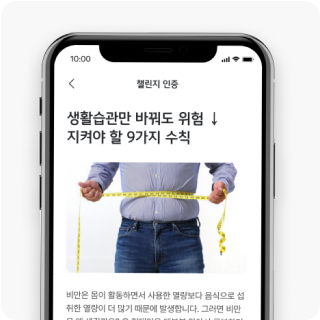 10:00
챌린지 인증
생활습관만 바꿔도 위험 ↓
지켜야 할 9가지 수칙
비만은 몸이 활동하면서 사용한 열량보다 음식으로 섭
취한 열량이 더 많기 때문에 발생합니다. 그러면 비만